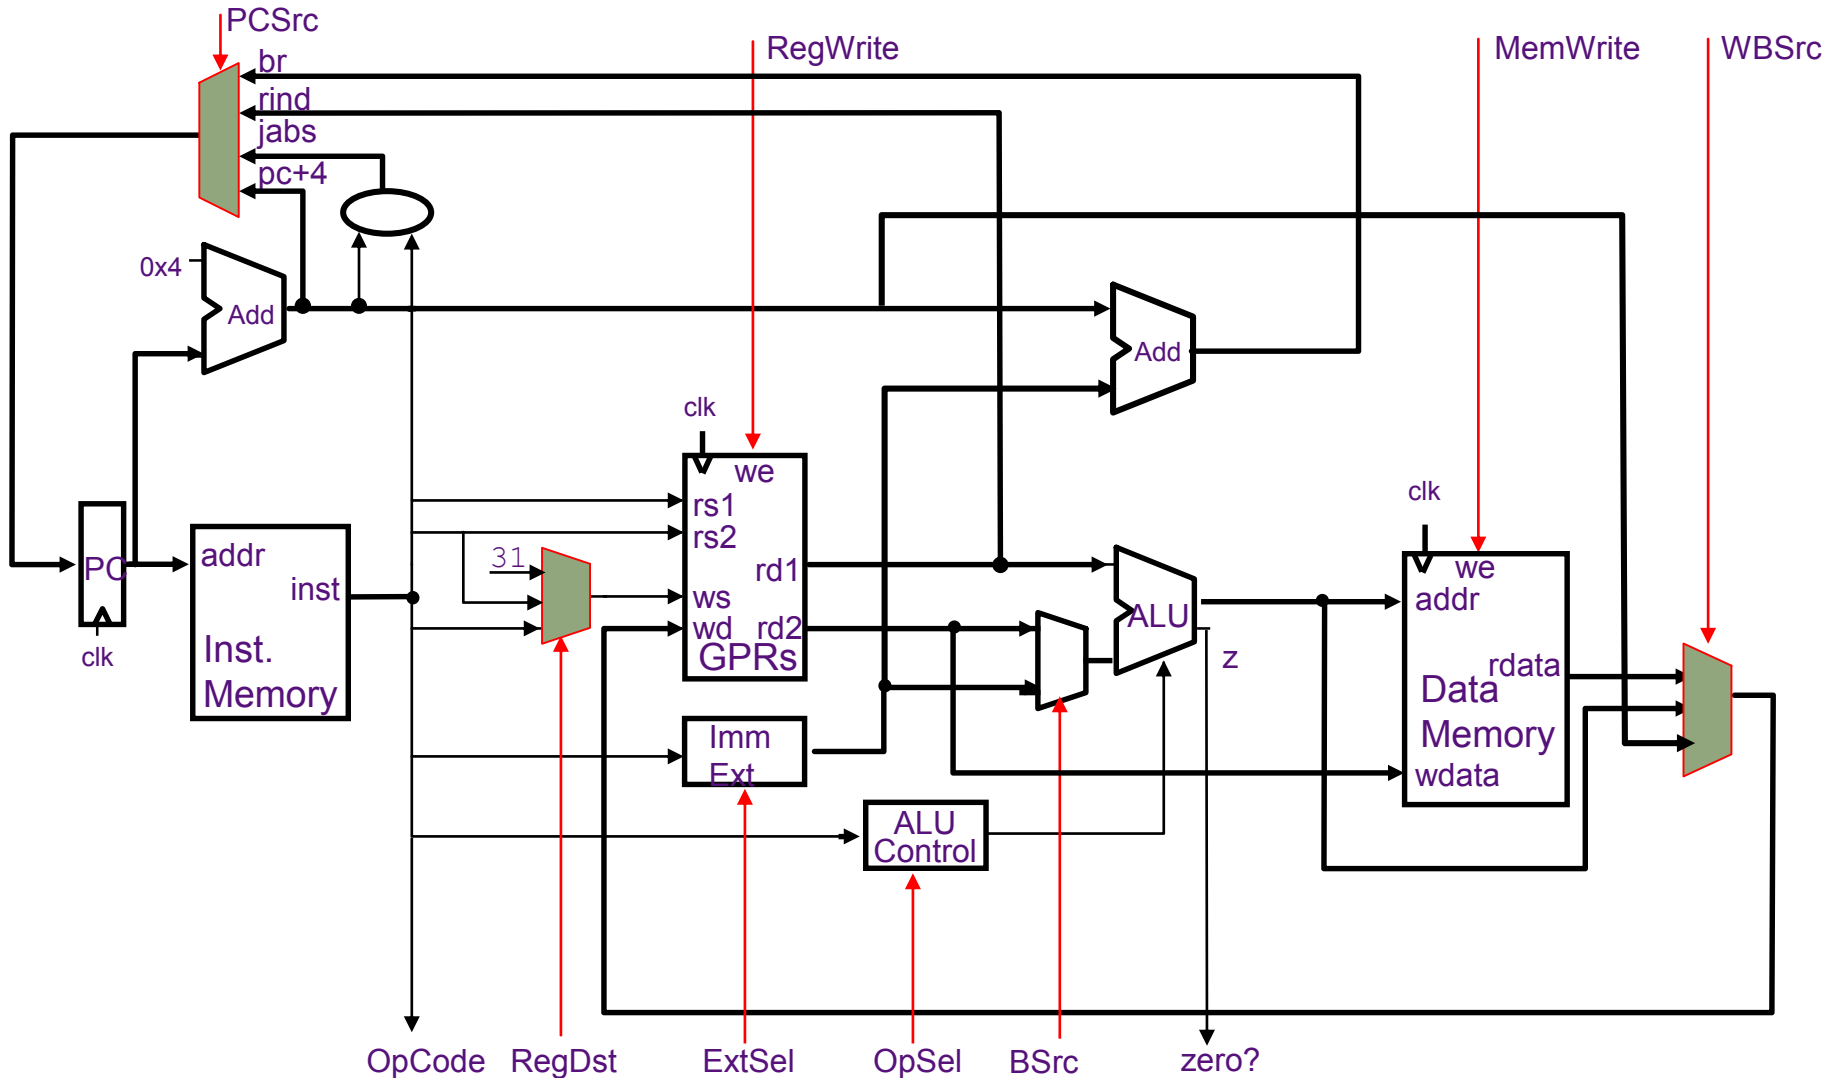 PCSrc
RegWrite
MemWrite
WBSrc
br
rind
jabs
pc+4
0x4
Add
Add
clk
we
rs1
rs2
31
rd1
ws
wd
rd2
GPRs
PC
clk
addr
inst
Inst.
Memory
ALU
z
clk
we
addr
rdata
Data
Memory
wdata
Imm
Ext
ALU
Control
OpCode
RegDst
ExtSel
OpSel
BSrc
zero?